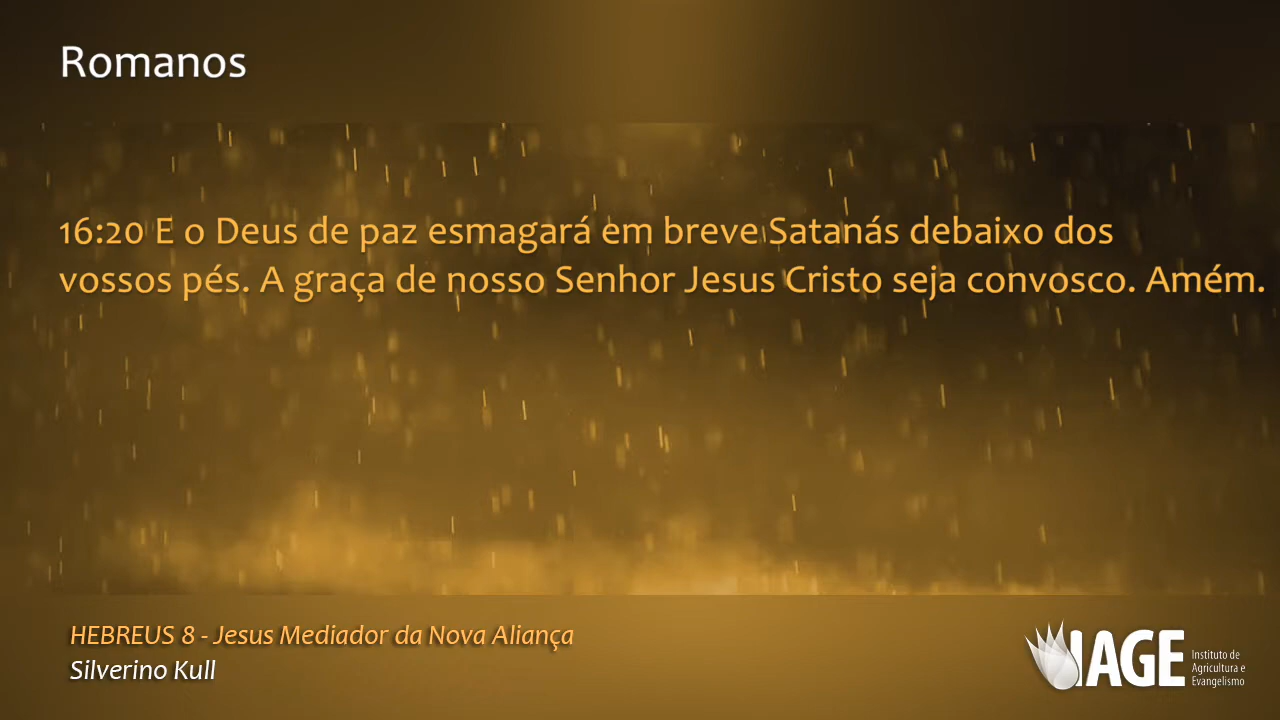 Romanos
16:20 E o Deus de paz esmagará em breve Satanás debaixo dos
vossos pés. A graça de nosso Senhor Jesus Cristo seja convosco. Amém.
HEBREUS 8 - Jesus Mediador da Nova Aliança
Silverino Kull
IAGE
Instituto de
Agricultura e
Evangelismo